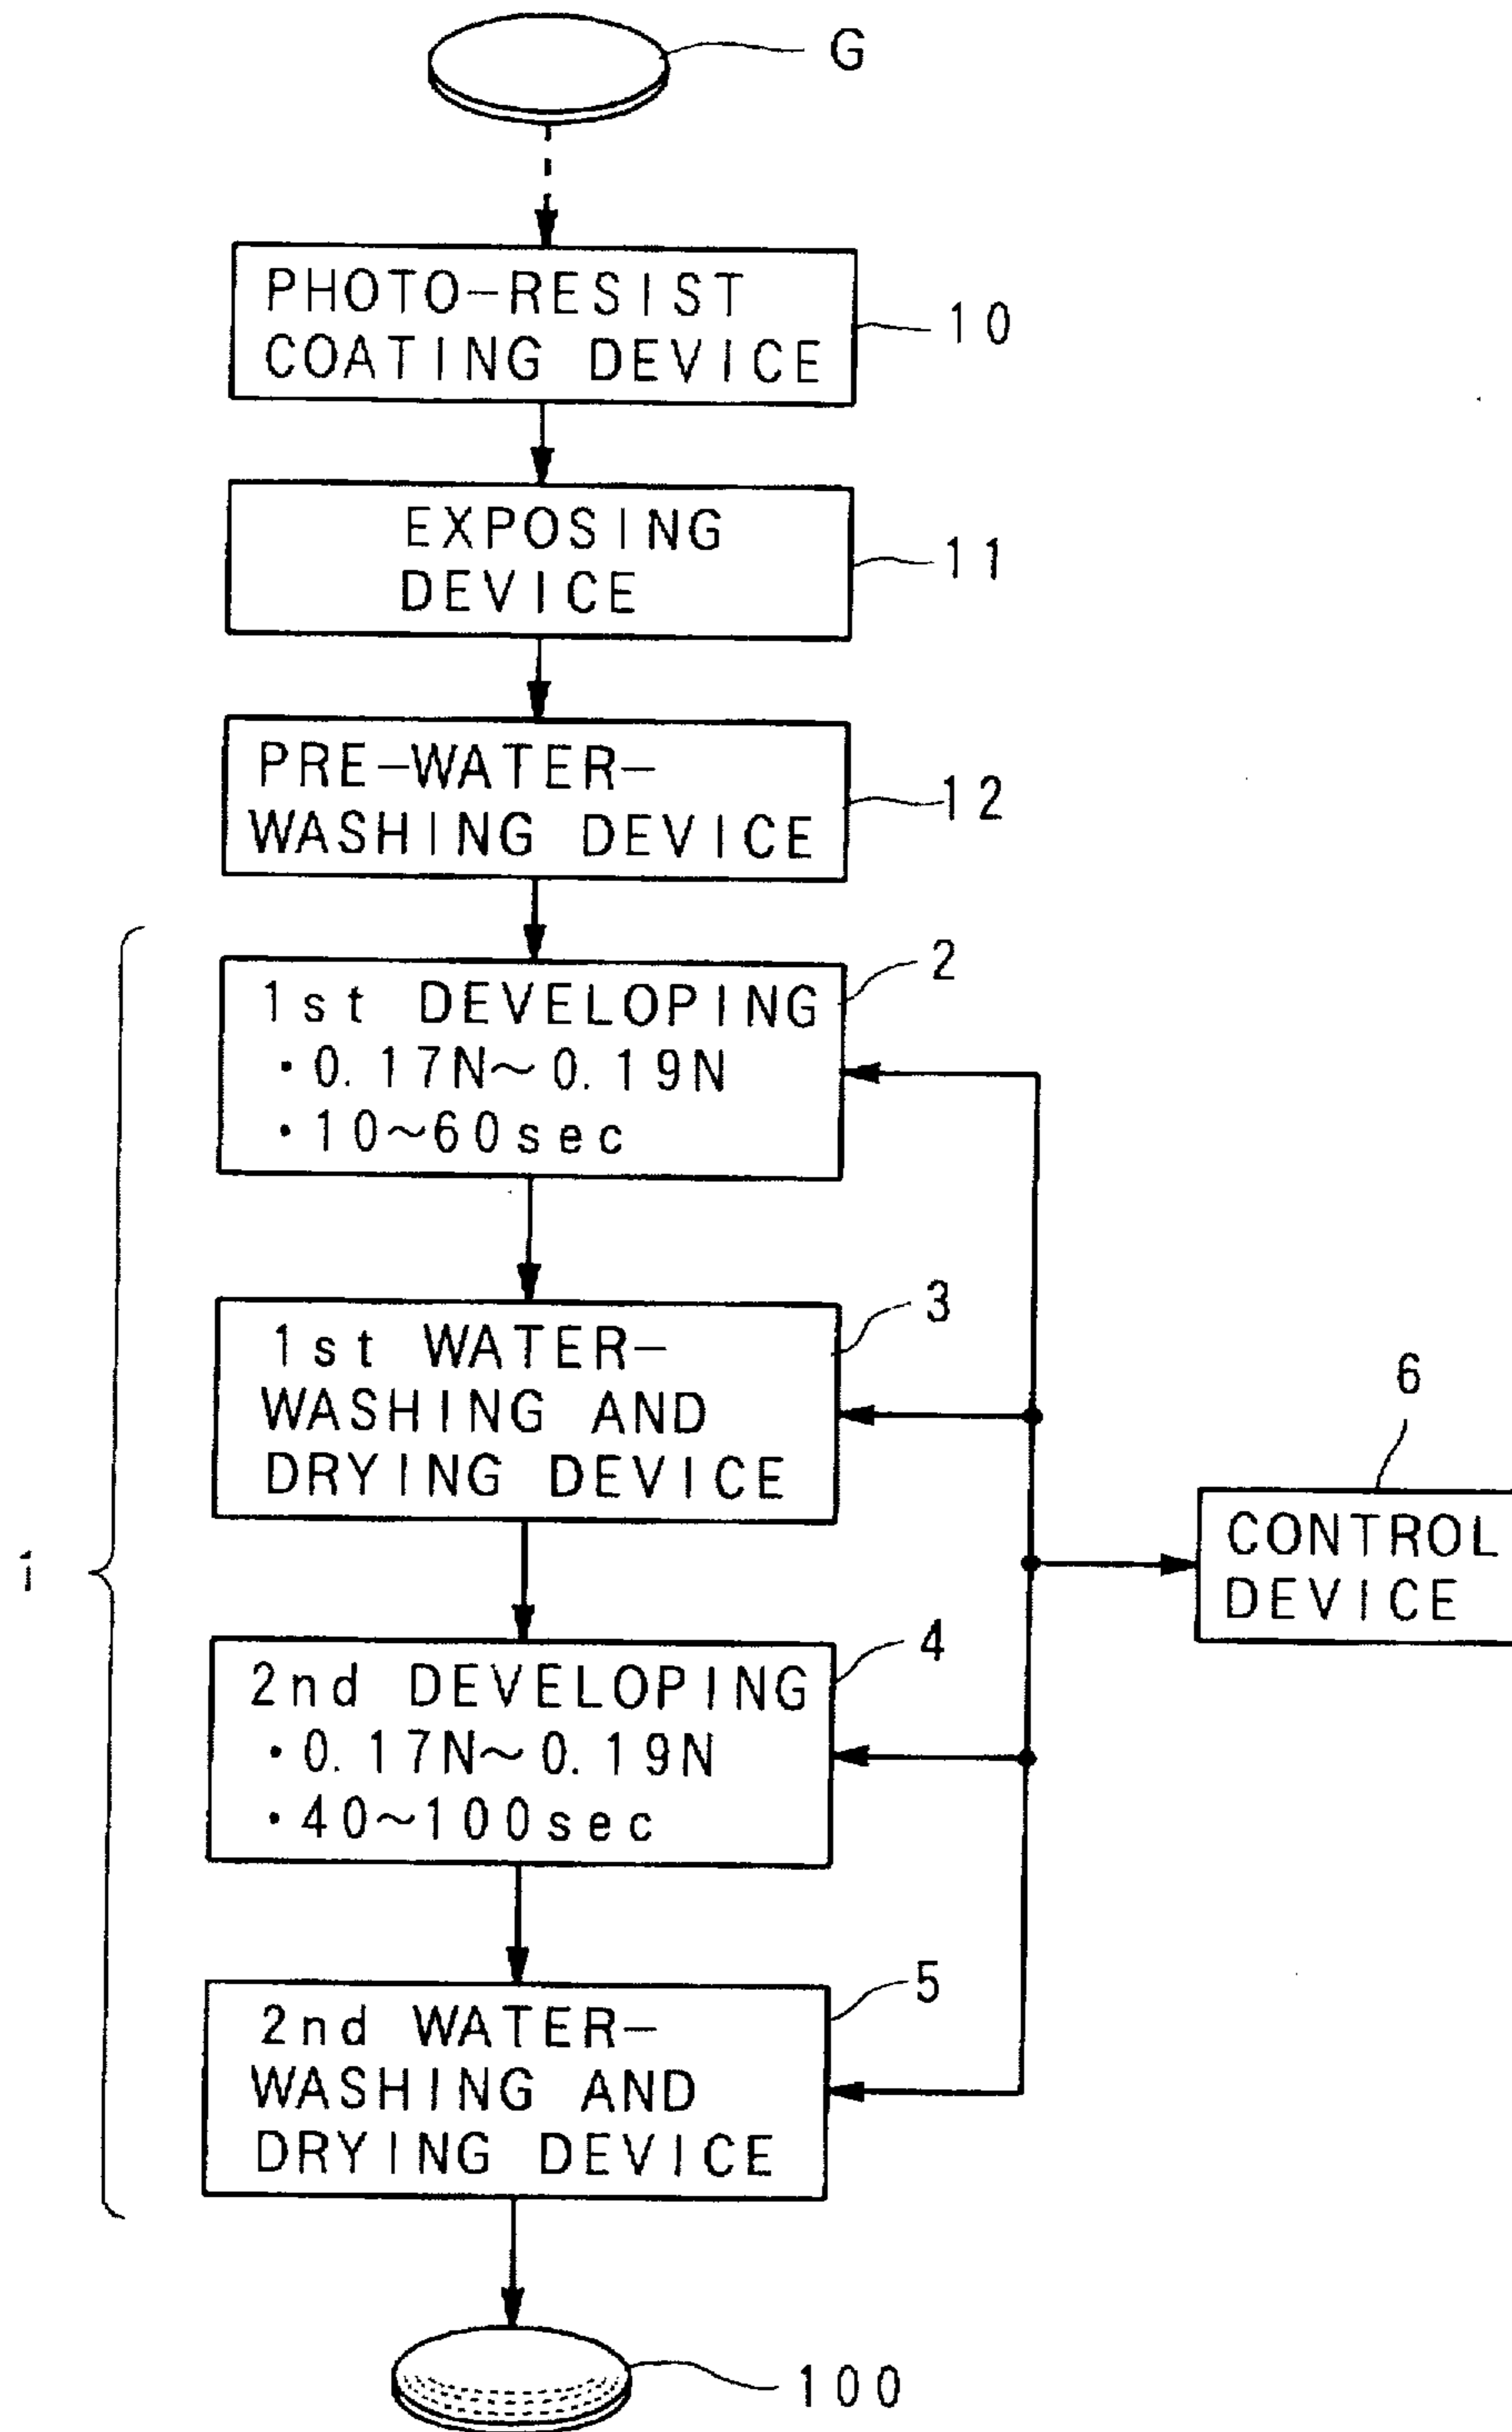 G
PHOTO-RESIST
COATING DEVICE
10
EXPOSING
DEVICE
11
PRE-WATER-
WASHING DEVICE
12
2
1st DEVELOPING
・0.17N~0.19N
・10~60sec
3
1st WATER-
WASHING AND
DRYING DEVICE
6
CONTROL
DEVICE
1
4
2nd DEVELOPING
・0.17N~0.19N
・40~100sec
5
2nd WATER-
WASHING AND
DRYING DEVICE
100